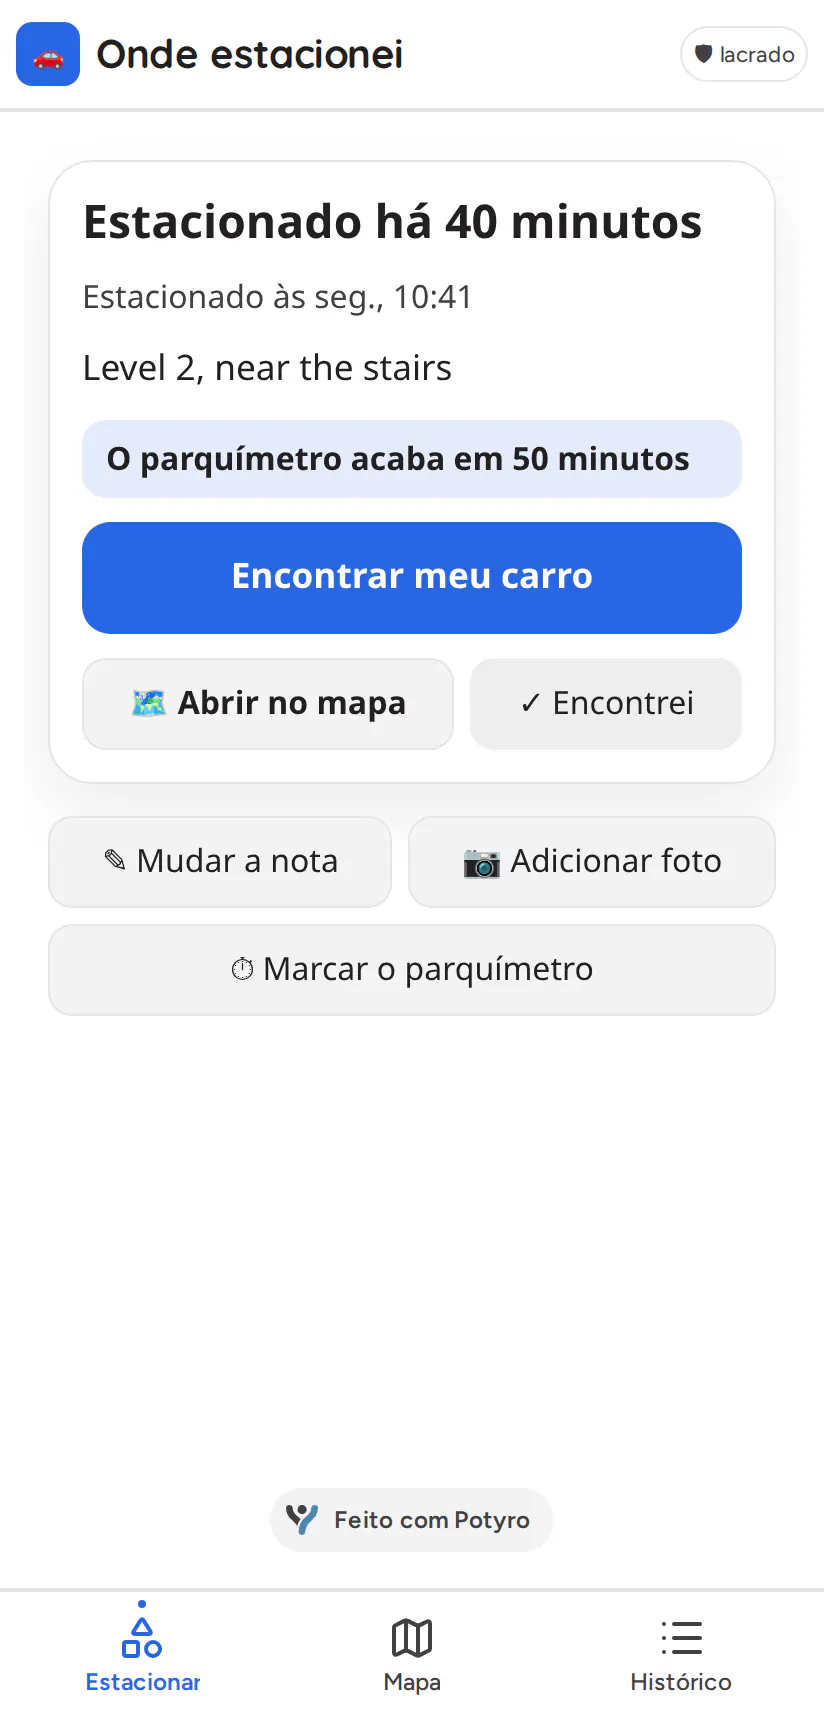 Onde estacionei
lacrado
Estacionado há 40 minutos
Estacionado às seg., 10:41
Level 2, near the stairs
O parquímetro acaba em 50 minutos
Encontrar meu carro
Abrir no mapa
✓ Encontrei
✎ Mudar a nota
Adicionar foto
⏱ Marcar o parquímetro
Feito com Potyro
Estacionar
Mapa
Histórico